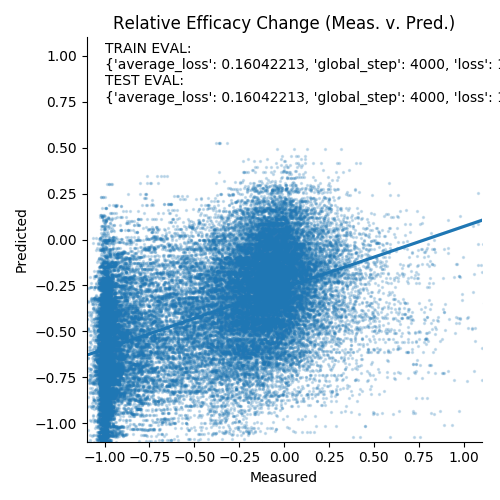 Relative Efficacy Change (Meas. v. Pred.)
TRAIN EVAL:
{'average_loss': 0.16042213, 'global_step': 4000, 'loss':
TEST EVAL:
{'average_loss': 0.16042213, 'global_step': 4000, 'loss':
1.00
0.75
0.50
0.25
0.00
−0.25
−0.50
−0.75
−1.00
Predicted
−1.00 −0.75 −0.50 −0.25 0.00 0.25 0.50 0.75 1.00
Measured